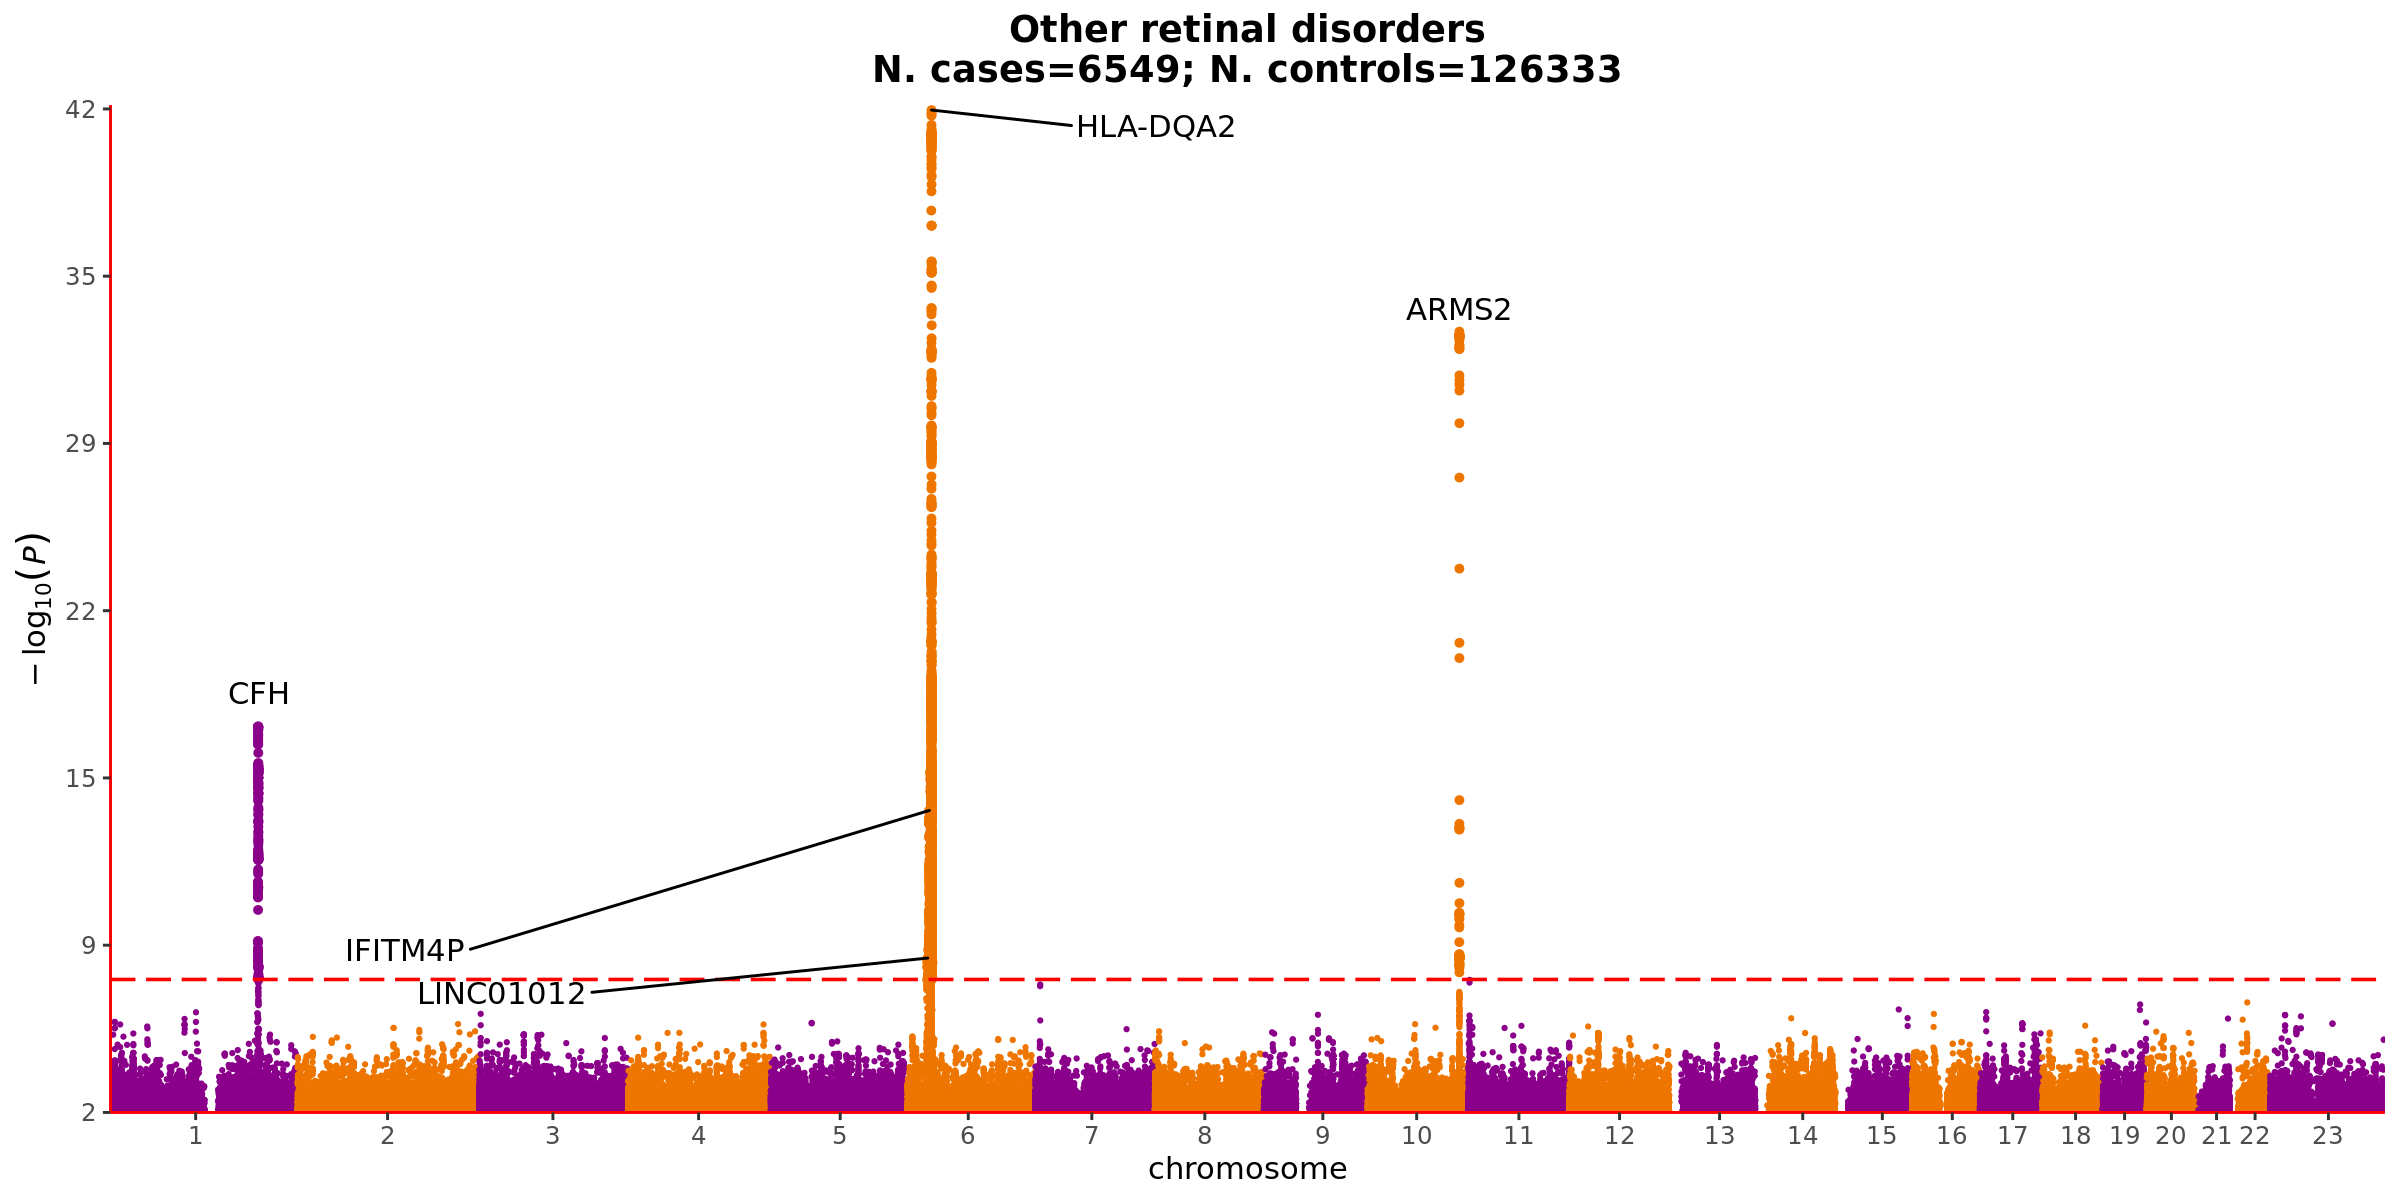 Other retinal disorders
N. cases=6549; N. controls=126333
42
HLA-DQA2
35
ARMS2
29
22
− log10(P)
CFH
15
IFITM4P
9
LINC01012
2
1 2 3 4 5 6 7 8 9 10 11 12 13 14 15 16 17 18 19 20 21 22 23
chromosome